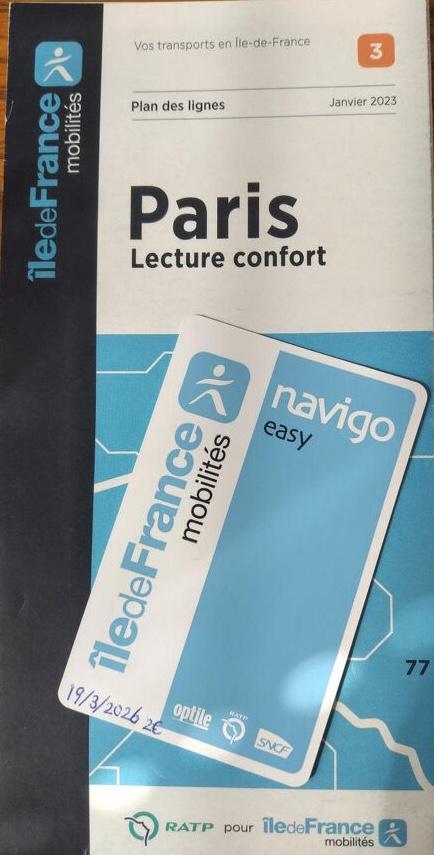 Vos transports en Île-de-France
3
Plan des lignes
Janvier 2023
îledeFrance
mobilités
Paris
Lecture confort
navigo
easy
îledeFrance
mobilités
77
19/3/2026 2€
optile
RATP
SNCF
RATP pour îledeFrance
mobilités